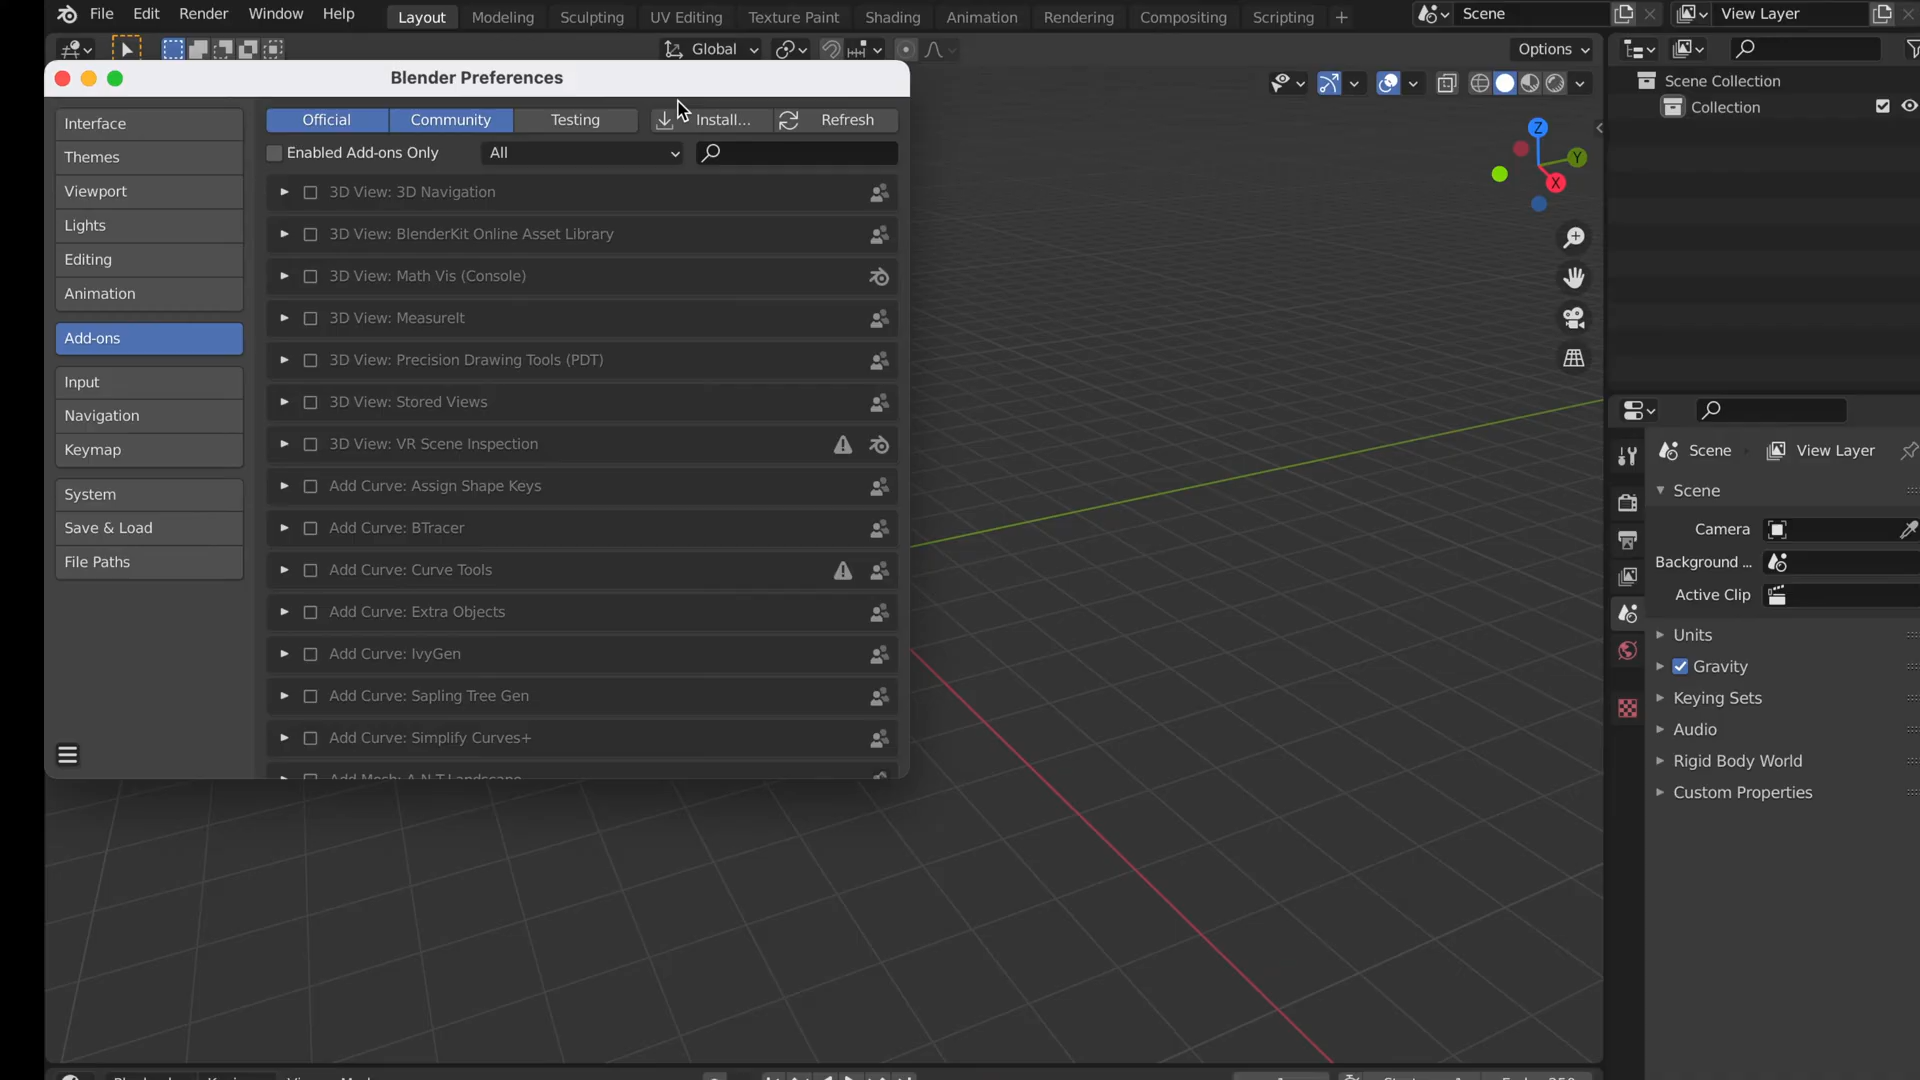 File Edit Render Window Help Layout Modeling Sculpting UV Editing Texture Paint Shading Animation Rendering Compositing Scripting + Scene View Layer
Global Options
Blender Preferences
Interface
Themes
Viewport
Lights
Editing
Animation
Add-ons
Input
Navigation
Keymap
System
Save & Load
File Paths
Official Community Testing Install... Refresh
Enabled Add-ons Only All
3D View: 3D Navigation
3D View: BlenderKit Online Asset Library
3D View: Math Vis (Console)
3D View: MeasureIt
3D View: Precision Drawing Tools (PDT)
3D View: Stored Views
3D View: VR Scene Inspection
Add Curve: Assign Shape Keys
Add Curve: BTracer
Add Curve: Curve Tools
Add Curve: Extra Objects
Add Curve: IvyGen
Add Curve: Sapling Tree Gen
Add Curve: Simplify Curves+
Add Mesh: A.N.T.Landscape
Z
Y
X
Scene Collection
Collection
Scene View Layer
Scene
Camera
Background ...
Active Clip
Units
Gravity
Keying Sets
Audio
Rigid Body World
Custom Properties